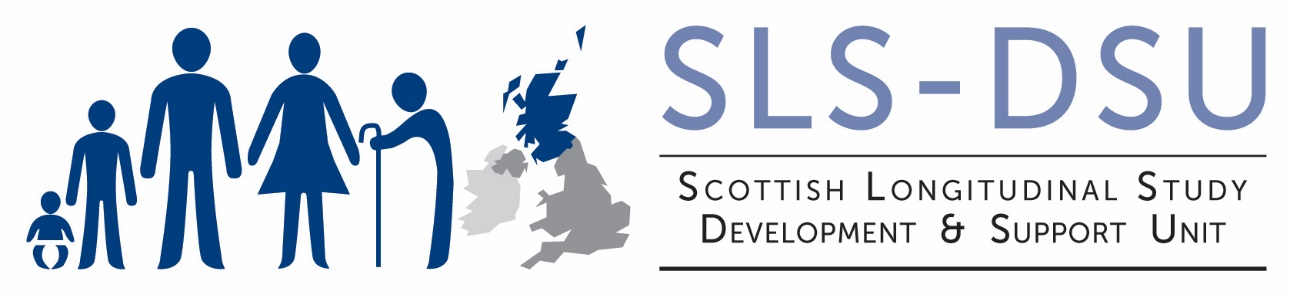 SLS-DSU
Scottish Longitudinal Study
Development & Support Unit